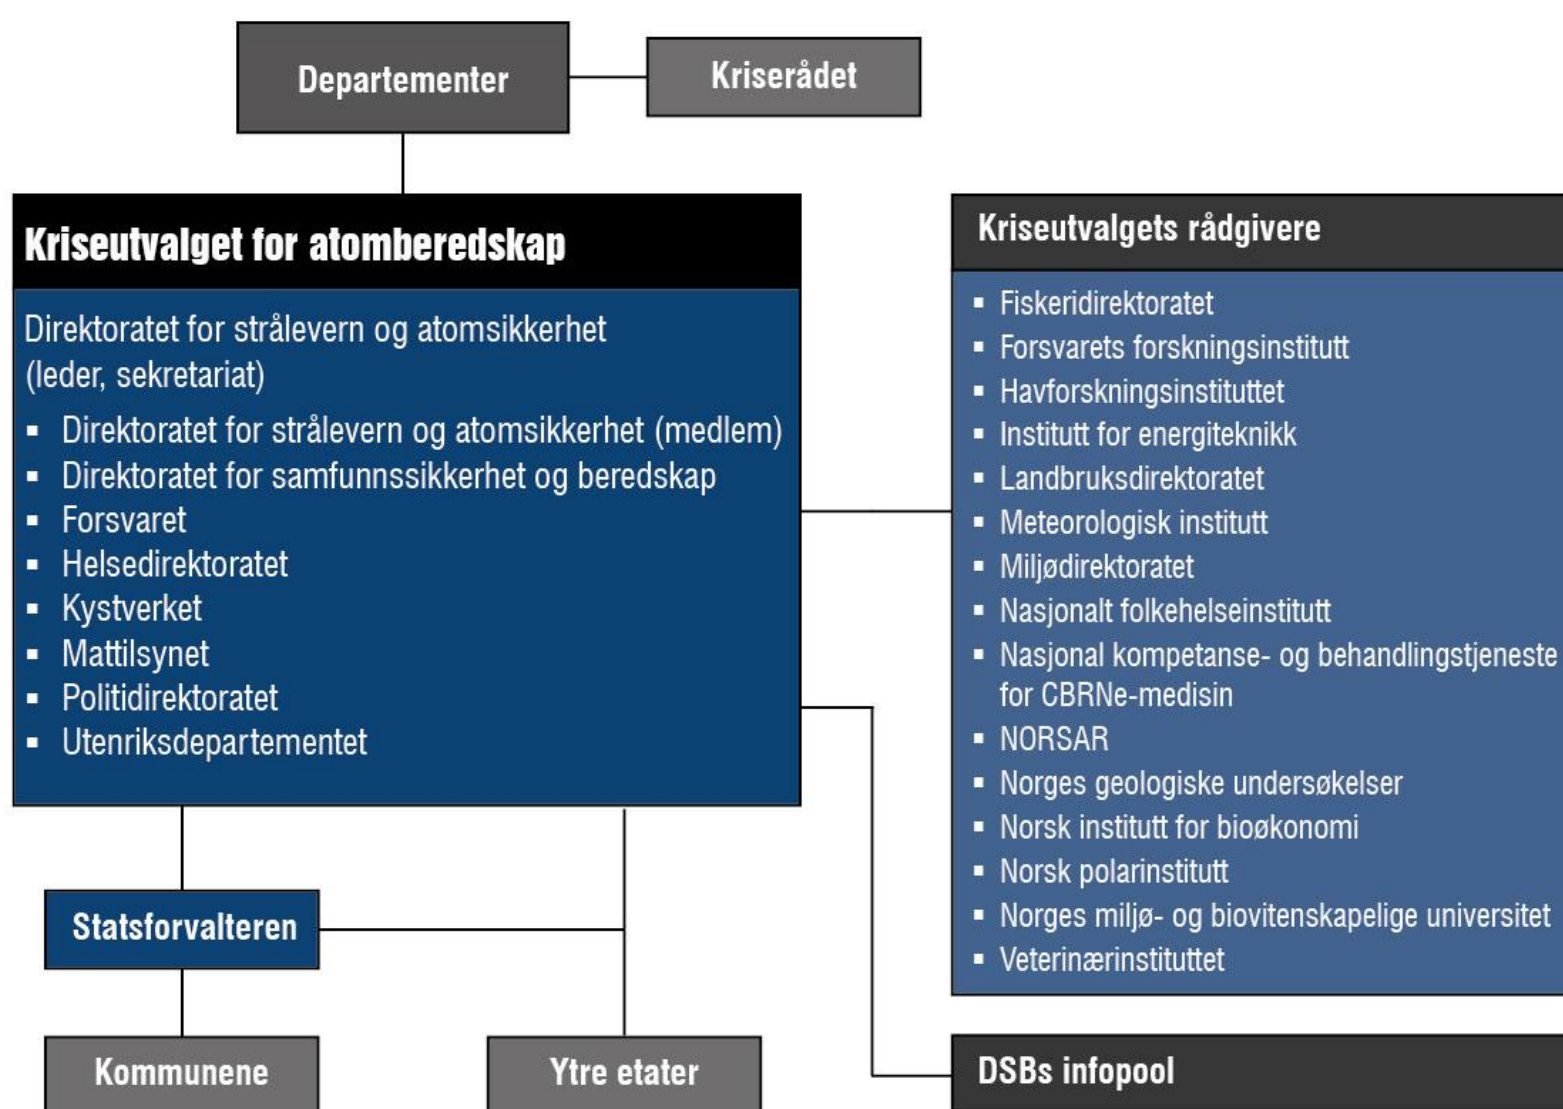 Departementer
Kriserådet
Kriseutvalget for atomberedskap
Direktoratet for strålevern og atomsikkerhet
(leder, sekretariat)
▪ Direktoratet for strålevern og atomsikkerhet (medlem)
▪ Direktoratet for samfunnssikkerhet og beredskap
▪ Forsvaret
▪ Helsedirektoratet
▪ Kystverket
▪ Mattilsynet
▪ Politidirektoratet
▪ Utenriksdepartementet
Kriseutvalgets rådgivere
▪ Fiskeridirektoratet
▪ Forsvarets forskningsinstitutt
▪ Havforskningsinstituttet
▪ Institutt for energiteknikk
▪ Landbruksdirektoratet
▪ Meteorologisk institutt
▪ Miljødirektoratet
▪ Nasjonalt folkehelseinstitutt
▪ Nasjonal kompetanse- og behandlingstjeneste
for CBRNe-medisin
▪ NORSAR
▪ Norges geologiske undersøkelser
▪ Norsk institutt for bioøkonomi
▪ Norsk polarinstitutt
▪ Norges miljø- og biovitenskapelige universitet
▪ Veterinærinstituttet
Statsforvalteren
Kommunene
Ytre etater
DSBs infopool